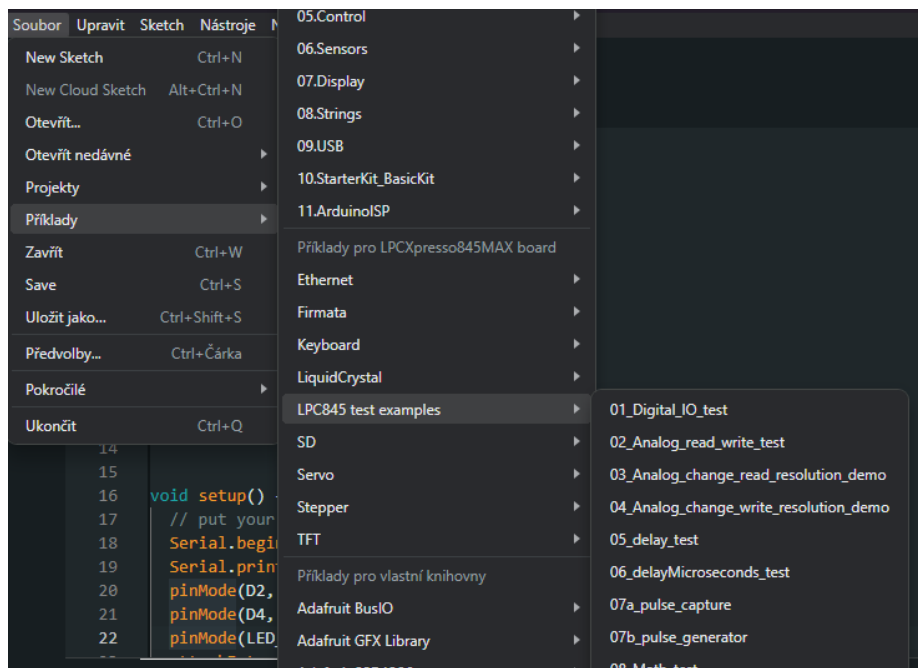 Soubor Upravit Sketch Nástroje
New Sketch Ctrl+N
New Cloud Sketch Alt+Ctrl+N
Otevřít... Ctrl+O
Otevřít nedávné
Projekty
Příklady
Zavřít Ctrl+W
Save Ctrl+S
Uložit jako... Ctrl+Shift+S
Předvolby... Ctrl+Čárka
Pokročilé
Ukončit Ctrl+Q
05.Control
06.Sensors
07.Display
08.Strings
09.USB
10.StarterKit_BasicKit
11.ArduinoISP
Příklady pro LPCXpresso845MAX board
Ethernet
Firmata
Keyboard
LiquidCrystal
LPC845 test examples
SD
Servo
Stepper
TFT
Příklady pro vlastní knihovny
Adafruit BusIO
Adafruit GFX Library
01_Digital_IO_test
02_Analog_read_write_test
03_Analog_change_read_resolution_demo
04_Analog_change_write_resolution_demo
05_delay_test
06_delayMicroseconds_test
07a_pulse_capture
07b_pulse_generator
08_Math_test
14
15
16 void setup() {
17 // put your
18 Serial.begi
19 Serial.prin
20 pinMode(D2,
21 pinMode(D4,
22 pinMode(LED_